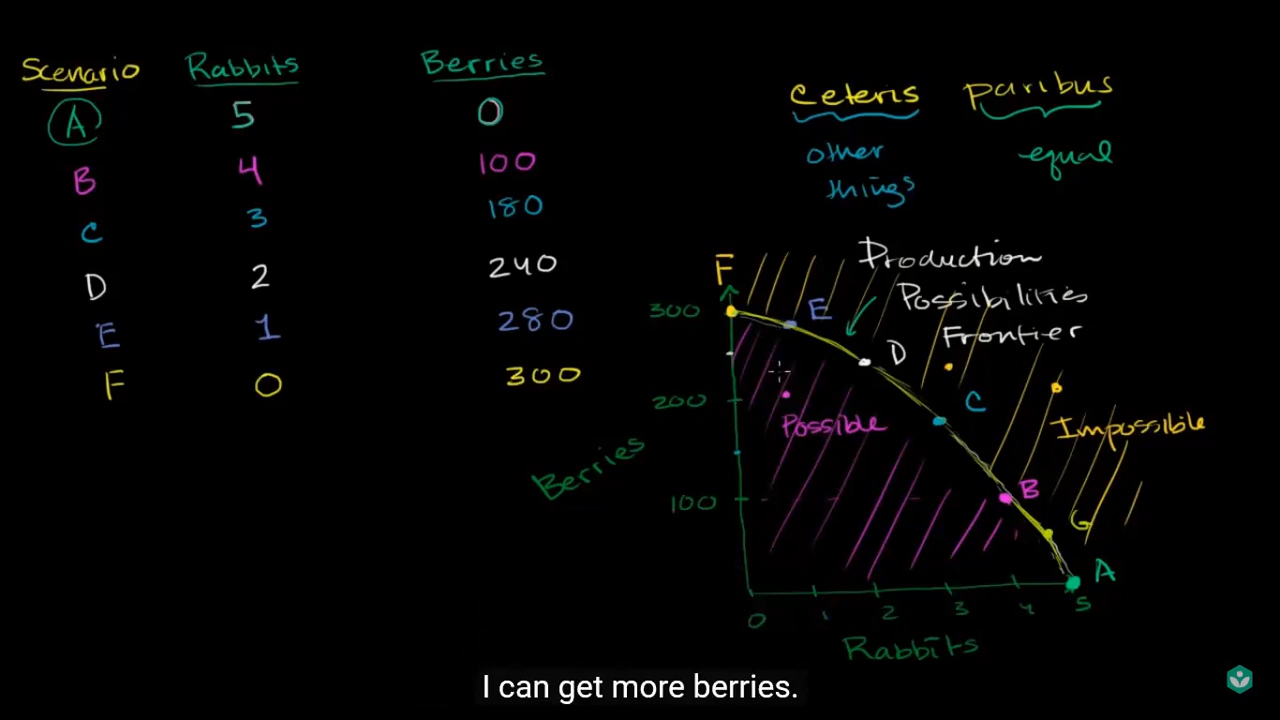 Scenario Rabbits Berries
A 5 0
B 4 100
C 3 180
D 2 240
E 1 280
F 0 300
Ceteris paribus
other equal
things
Production
Possibilities
Frontier
F
300
E
D
200
C
Possible
Impossible
Berries
100
B
G
A
0 1 2 3 4 5
Rabbits
I can get more berries.